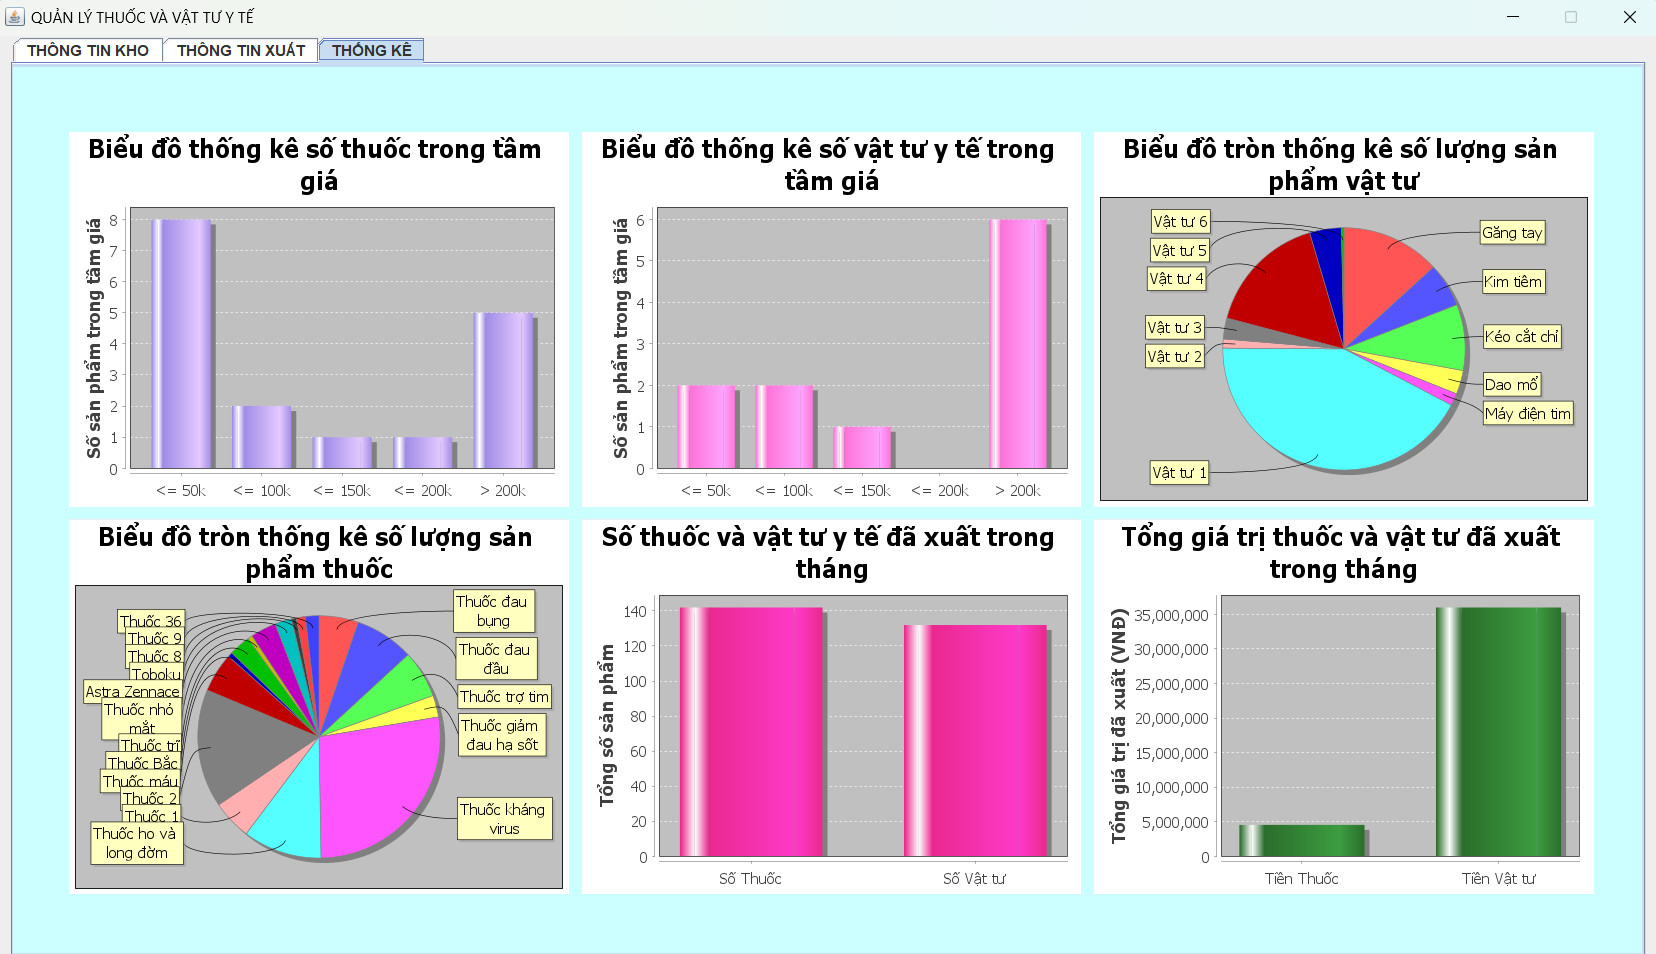 QUẢN LÝ THUỐC VÀ VẬT TƯ Y TẾ
THÔNG TIN KHO
THÔNG TIN XUẤT
THỐNG KÊ
Biểu đồ thống kê số thuốc trong tầm
giá
Số sản phẩm trong tầm giá
8
7
6
5
4
3
2
1
0
<= 50k
<= 100k
<= 150k
<= 200k
> 200k
Biểu đồ thống kê số vật tư y tế trong
tầm giá
Số sản phẩm trong tầm giá
6
5
4
3
2
1
0
<= 50k
<= 100k
<= 150k
<= 200k
> 200k
Biểu đồ tròn thống kê số lượng sản
phẩm vật tư
Vật tư 6
Vật tư 5
Vật tư 4
Vật tư 3
Vật tư 2
Vật tư 1
Găng tay
Kim tiêm
Kéo cắt chỉ
Dao mổ
Máy điện tim
Biểu đồ tròn thống kê số lượng sản
phẩm thuốc
Thuốc 36
Thuốc 9
Thuốc 8
Toboku
Astra Zennace
Thuốc nhỏ
mắt
Thuốc trĩ
Thuốc Bắc
Thuốc máu
Thuốc 2
Thuốc 1
Thuốc ho và
long đờm
Thuốc đau
bụng
Thuốc đau
đầu
Thuốc trợ tim
Thuốc giảm
đau hạ sốt
Thuốc kháng
virus
Số thuốc và vật tư y tế đã xuất trong
tháng
Tổng số sản phẩm
140
120
100
80
60
40
20
0
Số Thuốc
Số Vật tư
Tổng giá trị thuốc và vật tư đã xuất
trong tháng
Tổng giá trị đã xuất (VNĐ)
35,000,000
30,000,000
25,000,000
20,000,000
15,000,000
10,000,000
5,000,000
0
Tiền Thuốc
Tiền Vật tư